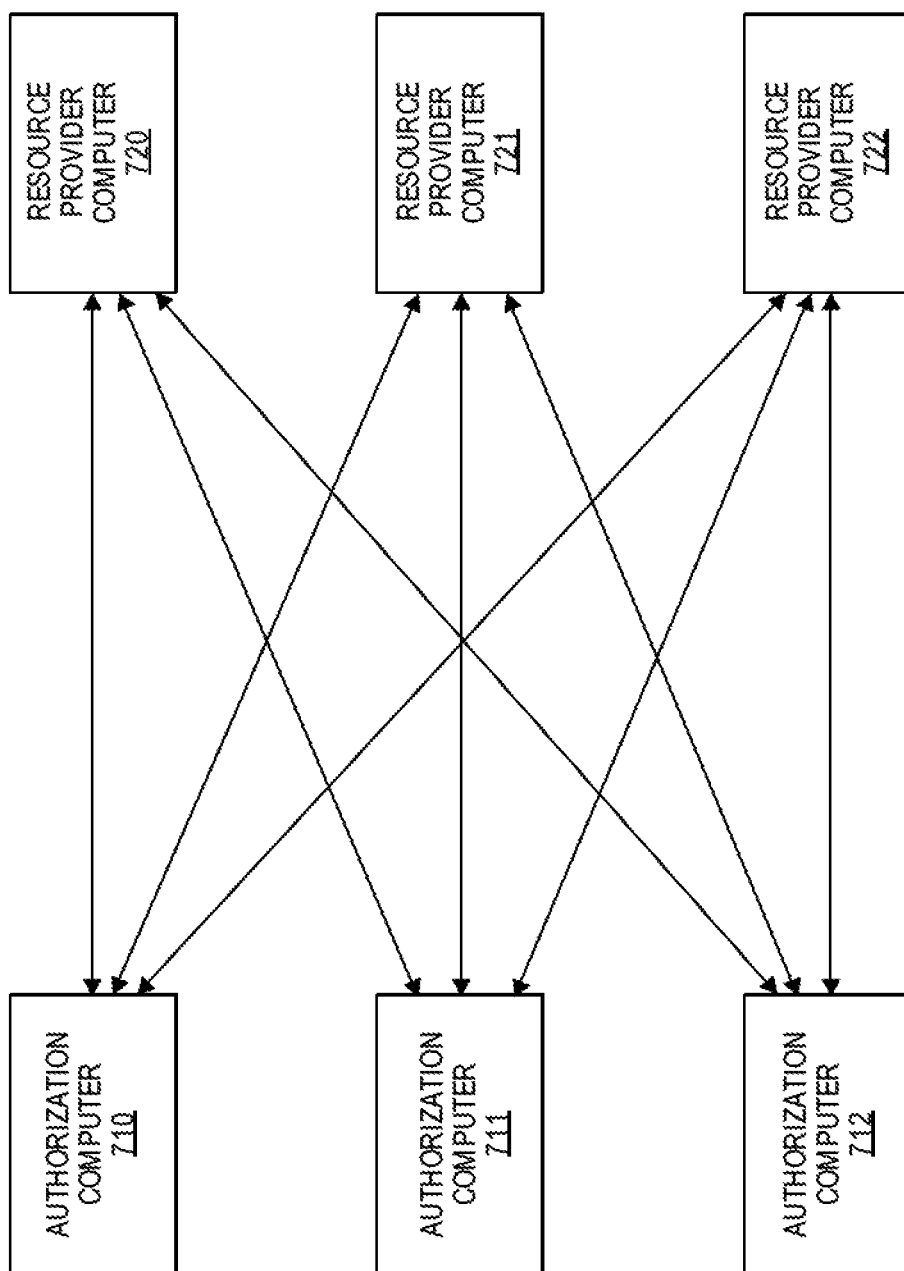 RESOURCE
PROVIDER
COMPUTER
720
RESOURCE
PROVIDER
COMPUTER
721
RESOURCE
PROVIDER
COMPUTER
722
AUTHORIZATION
COMPUTER
710
AUTHORIZATION
COMPUTER
711
AUTHORIZATION
COMPUTER
712